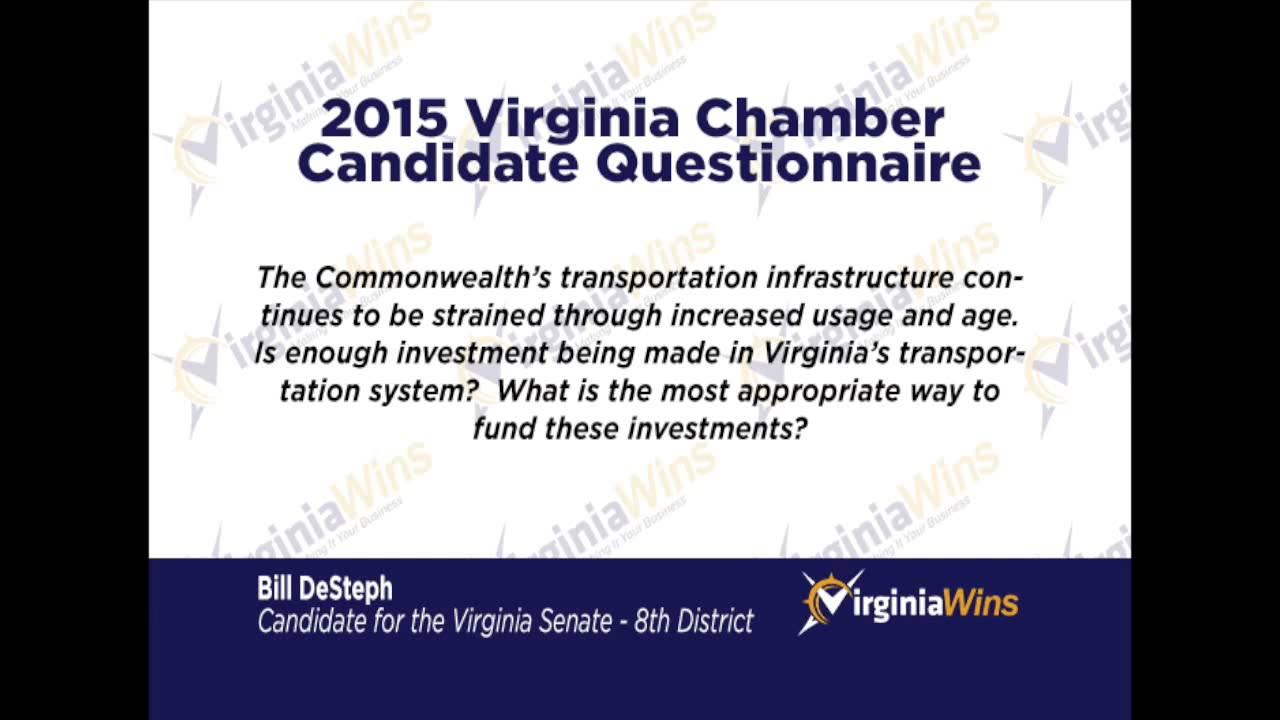 2015 Virginia Chamber
Candidate Questionnaire
The Commonwealth's transportation infrastructure con-
tinues to be strained through increased usage and age.
Is enough investment being made in Virginia's transpor-
tation system?  What is the most appropriate way to
fund these investments?
Bill DeSteph
Candidate for the Virginia Senate - 8th District
VirginiaWins